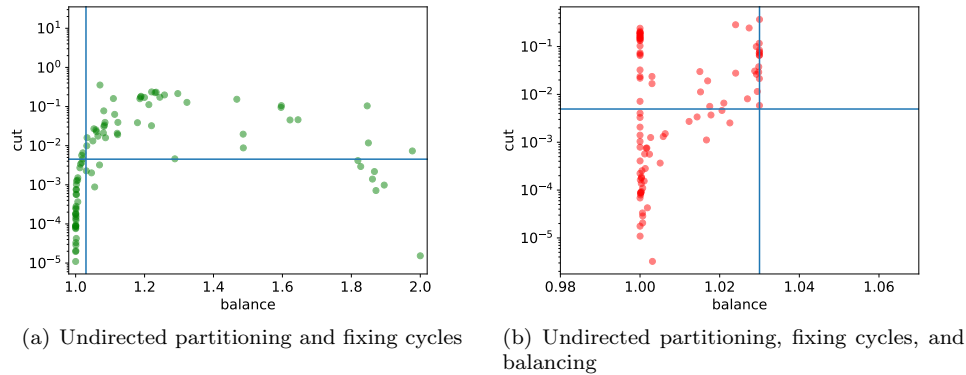 10¹
10⁰
10⁻¹
10⁻²
10⁻³
10⁻⁴
10⁻⁵
cut
1.0 1.2 1.4 1.6 1.8 2.0
balance
(a) Undirected partitioning and fixing cycles
10⁻¹
10⁻²
10⁻³
10⁻⁴
10⁻⁵
cut
0.98 1.00 1.02 1.04 1.06
balance
(b) Undirected partitioning, fixing cycles, and
balancing